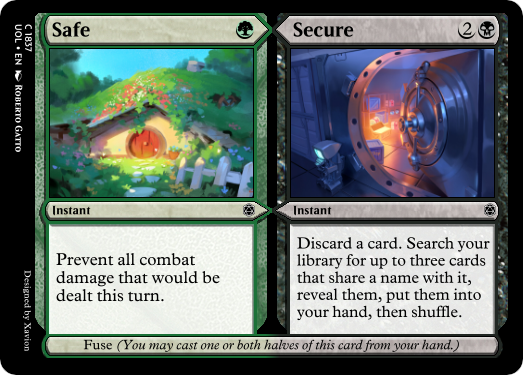 Safe
Instant
Prevent all combat
damage that would be
dealt this turn.
Secure
2
Instant
Discard a card. Search your
library for up to three cards
that share a name with it,
reveal them, put them into
your hand, then shuffle.
Fuse (You may cast one or both halves of this card from your hand.)
C 1837
UOL • EN Roberto Gatto
Designed by Xavion